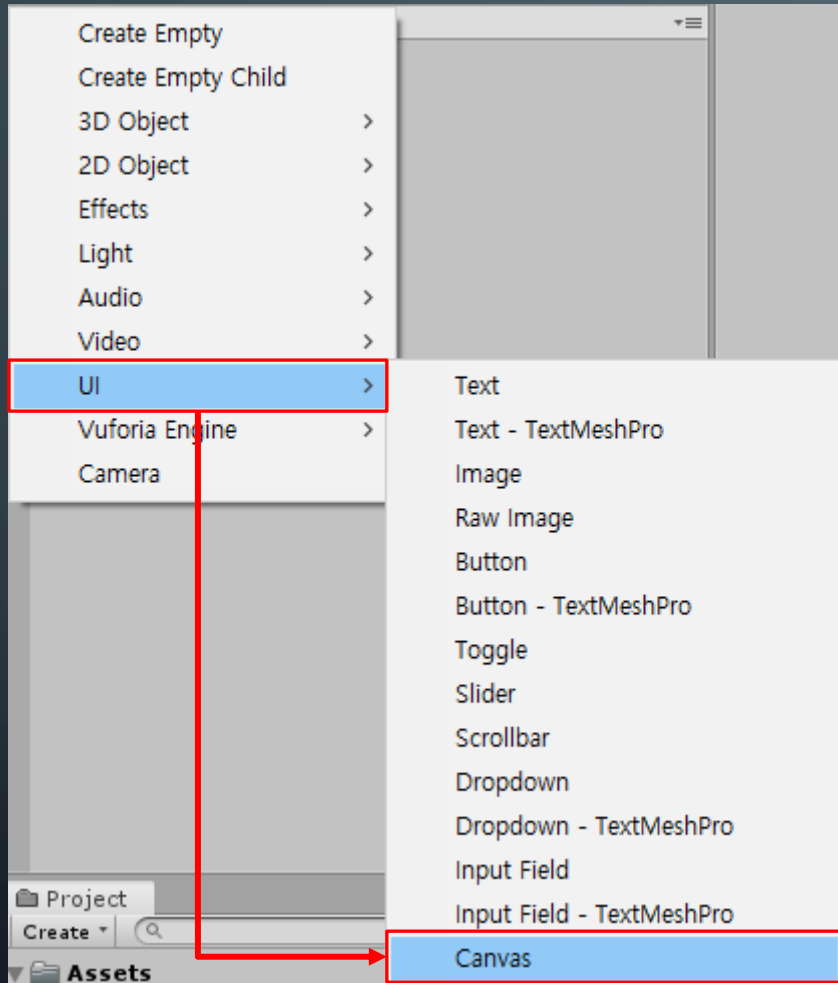 Create Empty
Create Empty Child
3D Object
2D Object
Effects
Light
Audio
Video
UI
Vuforia Engine
Camera
Text
Text - TextMeshPro
Image
Raw Image
Button
Button - TextMeshPro
Toggle
Slider
Scrollbar
Dropdown
Dropdown - TextMeshPro
Input Field
Input Field - TextMeshPro
Canvas
Project
Create
Assets